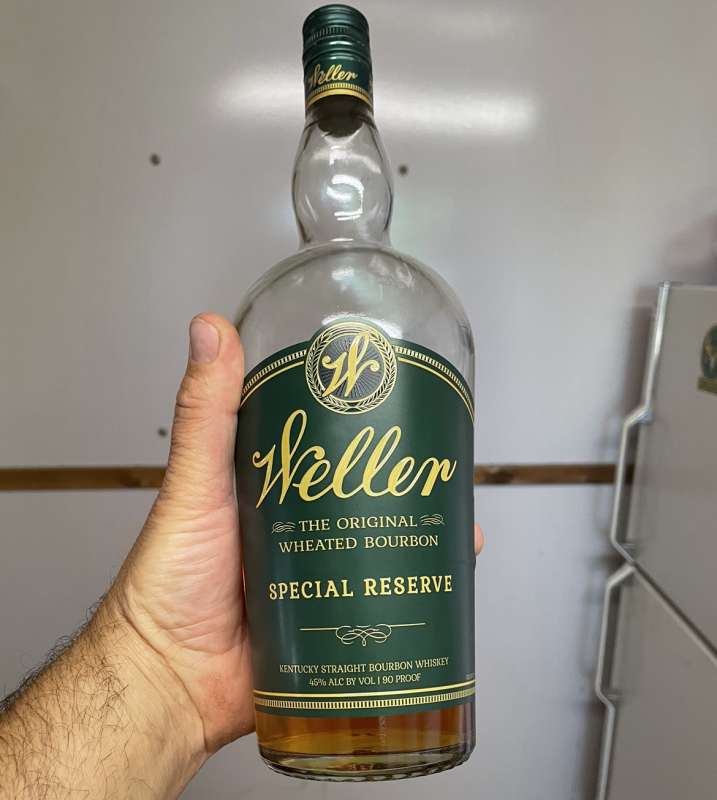 Weller
W
Weller
THE ORIGINAL
WHEATED BOURBON
SPECIAL RESERVE
KENTUCKY STRAIGHT BOURBON WHISKEY
45% ALC BY VOL | 90 PROOF